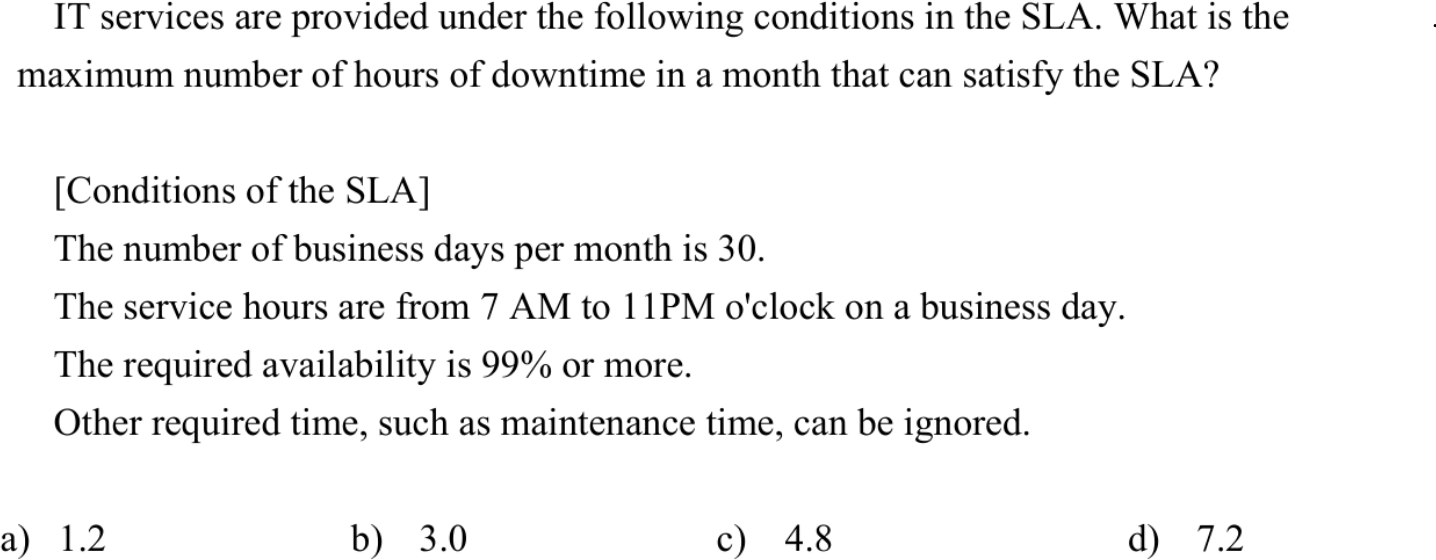 IT services are provided under the following conditions in the SLA. What is the
maximum number of hours of downtime in a month that can satisfy the SLA?
[Conditions of the SLA]
The number of business days per month is 30.
The service hours are from 7 AM to 11PM o'clock on a business day.
The required availability is 99% or more.
Other required time, such as maintenance time, can be ignored.
a) 1.2 b) 3.0 c) 4.8 d) 7.2